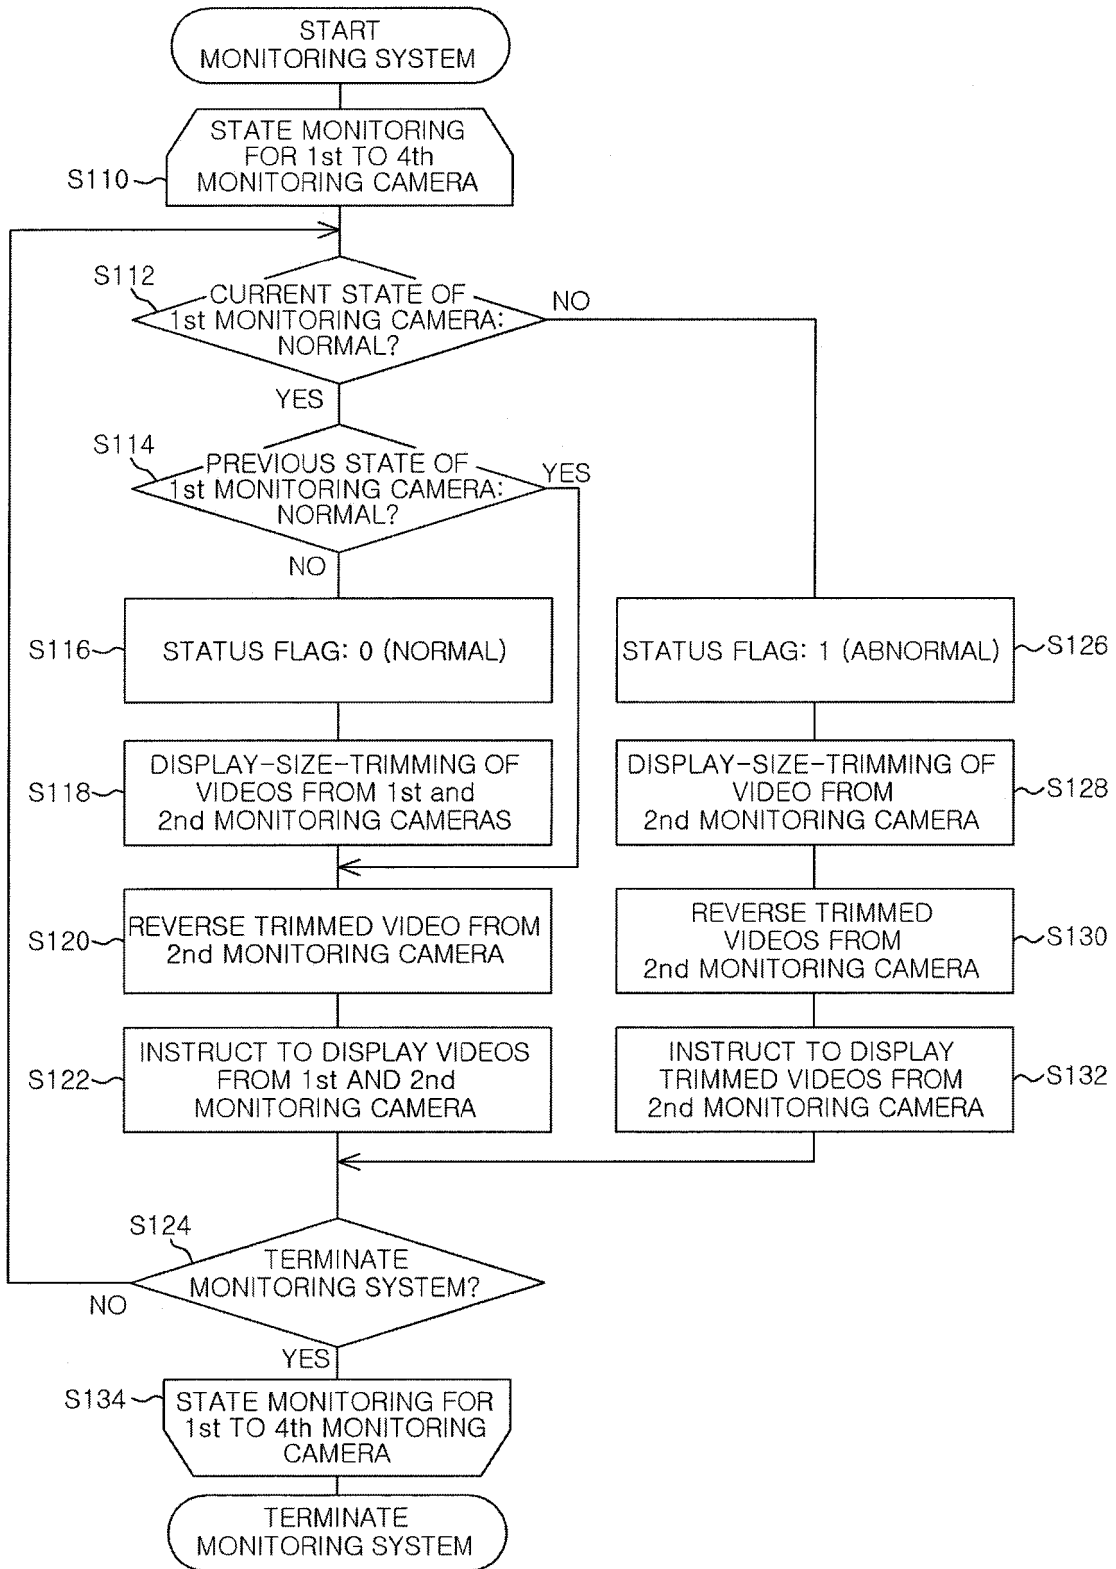 START
MONITORING SYSTEM
STATE MONITORING
FOR 1st TO 4th
MONITORING CAMERA
S110
S112
CURRENT STATE OF
1st MONITORING CAMERA:
NORMAL?
NO
YES
S114
PREVIOUS STATE OF
1st MONITORING CAMERA:
NORMAL?
YES
NO
S116
STATUS FLAG: 0 (NORMAL)
STATUS FLAG: 1 (ABNORMAL)
S126
S118
DISPLAY-SIZE-TRIMMING OF
VIDEOS FROM 1st and
2nd MONITORING CAMERAS
DISPLAY-SIZE-TRIMMING OF
VIDEO FROM
2nd MONITORING CAMERA
S128
S120
REVERSE TRIMMED VIDEO FROM
2nd MONITORING CAMERA
REVERSE TRIMMED
VIDEOS FROM
2nd MONITORING CAMERA
S130
S122
INSTRUCT TO DISPLAY VIDEOS
FROM 1st AND 2nd
MONITORING CAMERA
INSTRUCT TO DISPLAY
TRIMMED VIDEOS FROM
2nd MONITORING CAMERA
S132
S124
TERMINATE
MONITORING SYSTEM?
NO
YES
S134
STATE MONITORING FOR
1st TO 4th MONITORING
CAMERA
TERMINATE
MONITORING SYSTEM